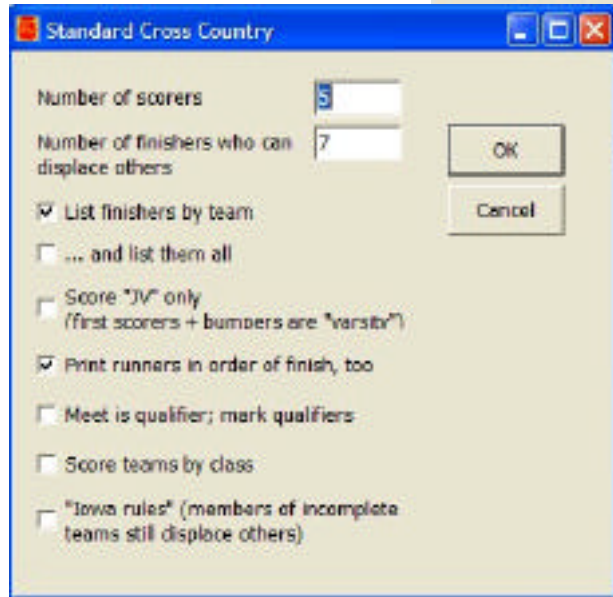 Standard Cross Country
Number of scorers
5
Number of finishers who can
displace others
7
OK
Cancel
List finishers by team
... and list them all
Score "JV" only
(first scorers + bumpers are "varsity")
Print runners in order of finish, too
Meet is qualifier; mark qualifiers
Score teams by class
"Iowa rules" (members of incomplete
teams still displace others)